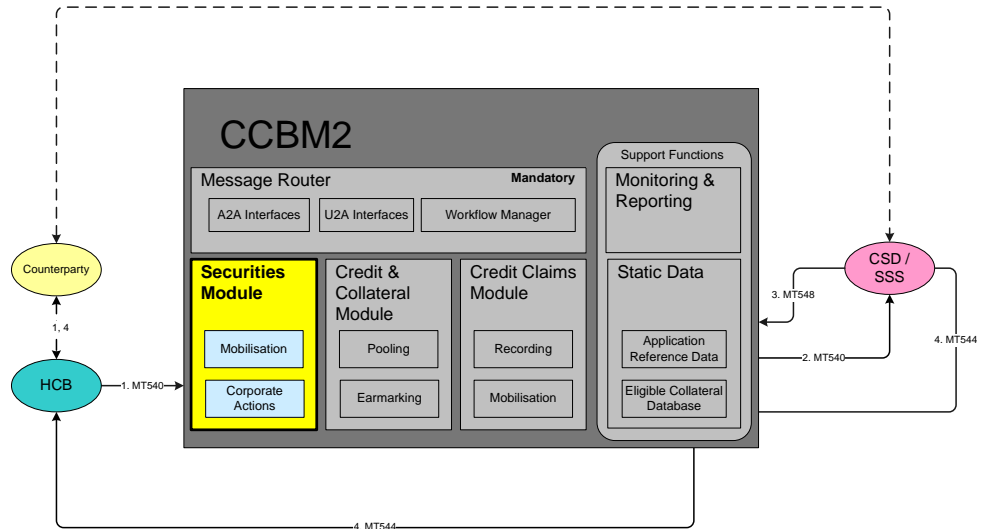 CCBM2
Support Functions
Message Router
Mandatory
Monitoring &
Reporting
A2A Interfaces
U2A Interfaces
Workflow Manager
Counterparty
Securities
Module
Credit &
Collateral
Module
Credit Claims
Module
Static Data
CSD /
SSS
3. MT548
1, 4
4. MT544
Mobilisation
Pooling
Recording
Application
Reference Data
2. MT540
HCB
1. MT540
Corporate
Actions
Earmarking
Mobilisation
Eligible Collateral
Database
4. MT544